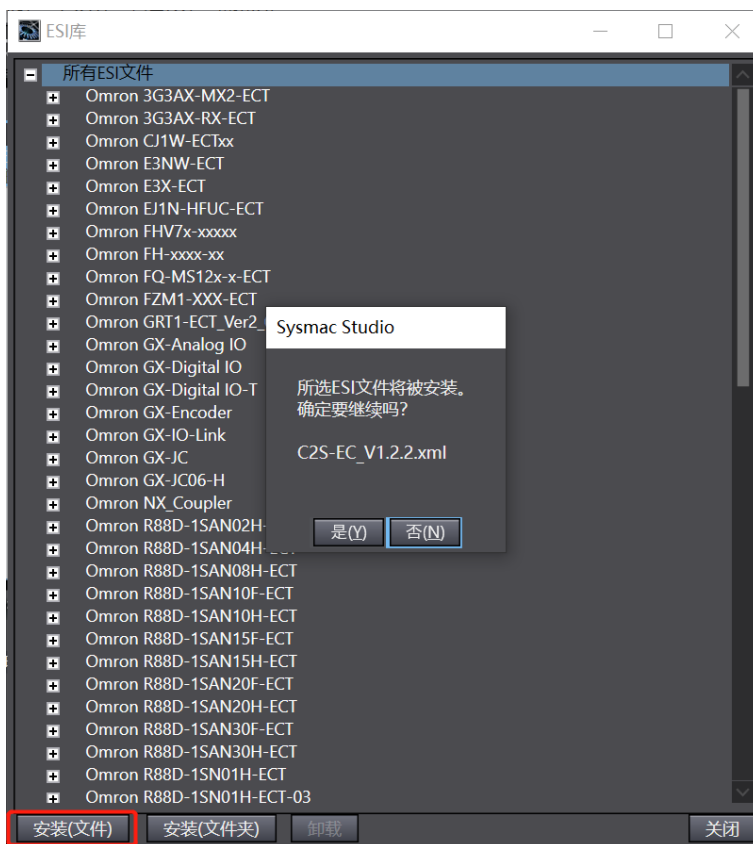 ESI库
所有ESI文件
Omron 3G3AX-MX2-ECT
Omron 3G3AX-RX-ECT
Omron CJ1W-ECTxx
Omron E3NW-ECT
Omron E3X-ECT
Omron EJ1N-HFUC-ECT
Omron FHV7x-xxxxx
Omron FH-xxxx-xx
Omron FQ-MS12x-x-ECT
Omron FZM1-XXX-ECT
Omron GRT1-ECT_Ver2_
Omron GX-Analog IO
Omron GX-Digital IO
Omron GX-Digital IO-T
Omron GX-Encoder
Omron GX-IO-Link
Omron GX-JC
Omron GX-JC06-H
Omron NX_Coupler
Omron R88D-1SAN02H-
Omron R88D-1SAN04H-ECT
Omron R88D-1SAN08H-ECT
Omron R88D-1SAN10F-ECT
Omron R88D-1SAN10H-ECT
Omron R88D-1SAN15F-ECT
Omron R88D-1SAN15H-ECT
Omron R88D-1SAN20F-ECT
Omron R88D-1SAN20H-ECT
Omron R88D-1SAN30F-ECT
Omron R88D-1SAN30H-ECT
Omron R88D-1SN01H-ECT
Omron R88D-1SN01H-ECT-03
Sysmac Studio
所选ESI文件将被安装。
确定要继续吗?
C2S-EC_V1.2.2.xml
是(Y) 否(N)
安装(文件) 安装(文件夹) 卸载 关闭